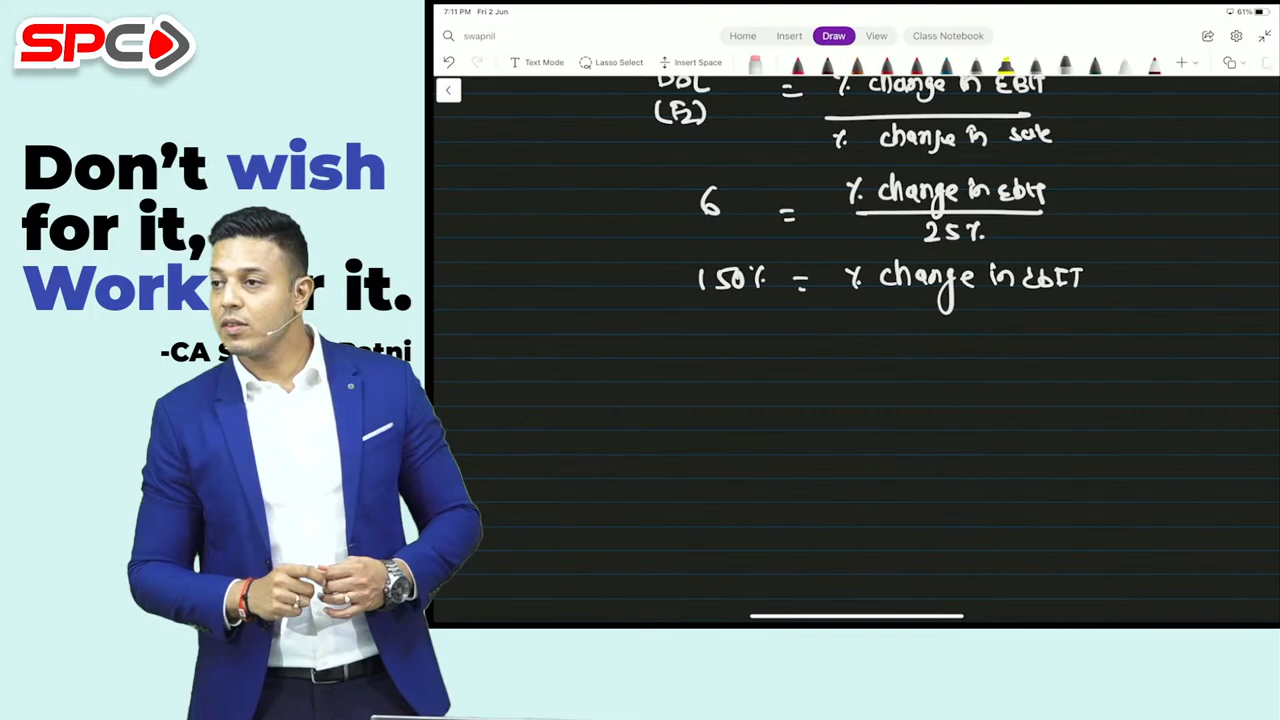 SPC
Don't wish
for it,
Work r it.
-CA S
7:11 PM Fri 2 Jun
61%
swapnil
Home Insert Draw View Class Notebook
Text Mode Lasso Select Insert Space
DOL = % change in EBIT
(F2)
% change in sale
6 = % change in EBIT
25%
150% = % change in EBIT